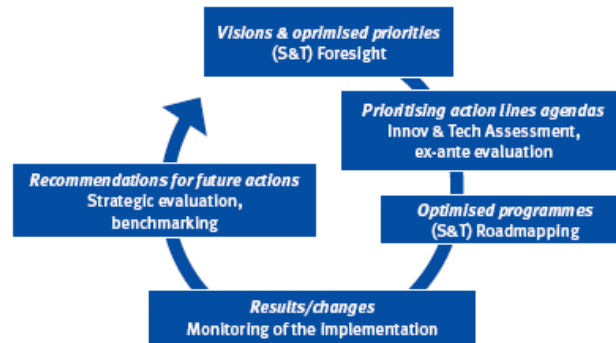 Visions & oprimised priorities
(S&T) Foresight
Prioritising action lines agendas
Innov & Tech Assessment,
ex-ante evaluation
Recommendations for future actions
Strategic evaluation,
benchmarking
Optimised programmes
(S&T) Roadmapping
Results/changes
Monitoring of the implementation